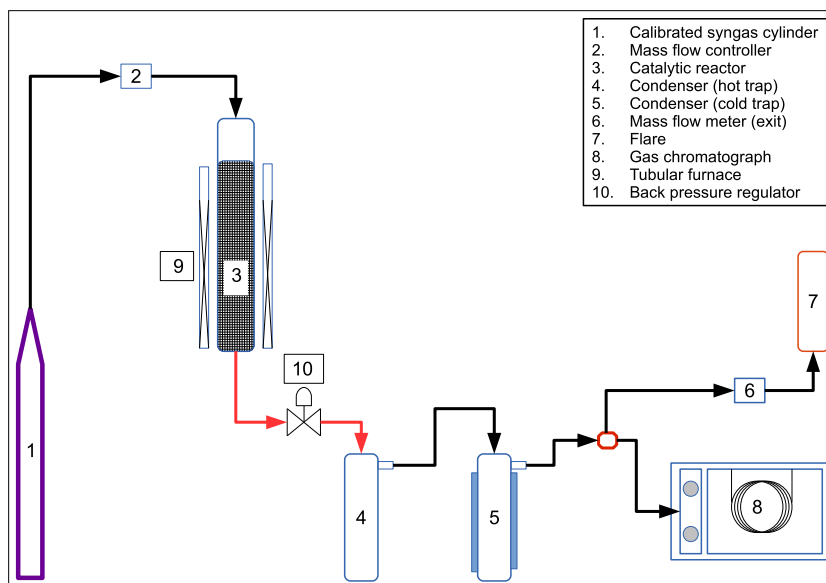 1. Calibrated syngas cylinder
2. Mass flow controller
3. Catalytic reactor
4. Condenser (hot trap)
5. Condenser (cold trap)
6. Mass flow meter (exit)
7. Flare
8. Gas chromatograph
9. Tubular furnace
10. Back pressure regulator
2
9
3
7
10
6
1
4
5
8